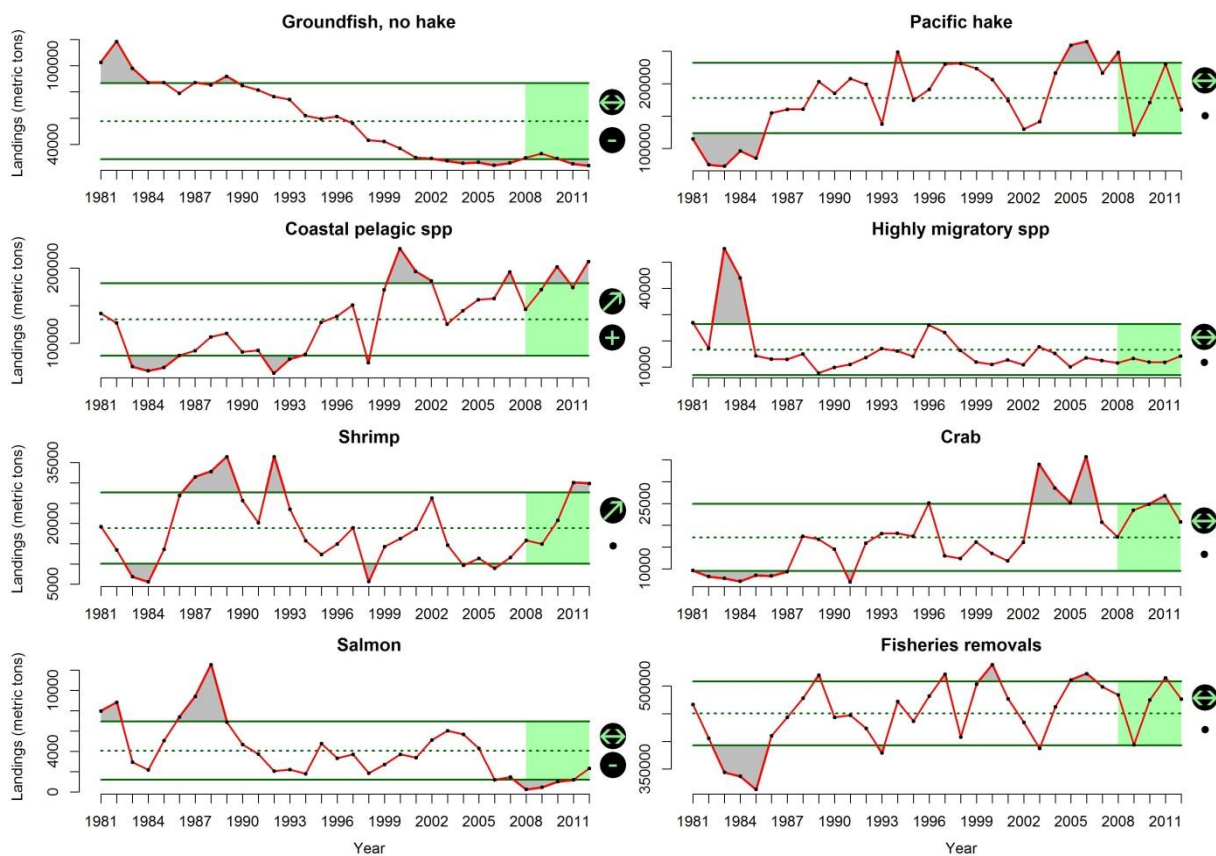 Groundfish, no hake
Landings (metric tons)
100000
40000
1981 1984 1987 1990 1993 1996 1999 2002 2005 2008 2011
Pacific hake
200000
100000
1981 1984 1987 1990 1993 1996 1999 2002 2005 2008 2011
Coastal pelagic spp
Landings (metric tons)
200000
100000
1981 1984 1987 1990 1993 1996 1999 2002 2005 2008 2011
Highly migratory spp
40000
10000
1981 1984 1987 1990 1993 1996 1999 2002 2005 2008 2011
Shrimp
Landings (metric tons)
35000
20000
5000
1981 1984 1987 1990 1993 1996 1999 2002 2005 2008 2011
Crab
25000
10000
1981 1984 1987 1990 1993 1996 1999 2002 2005 2008 2011
Salmon
Landings (metric tons)
10000
4000
0
1981 1984 1987 1990 1993 1996 1999 2002 2005 2008 2011
Year
Fisheries removals
500000
350000
1981 1984 1987 1990 1993 1996 1999 2002 2005 2008 2011
Year